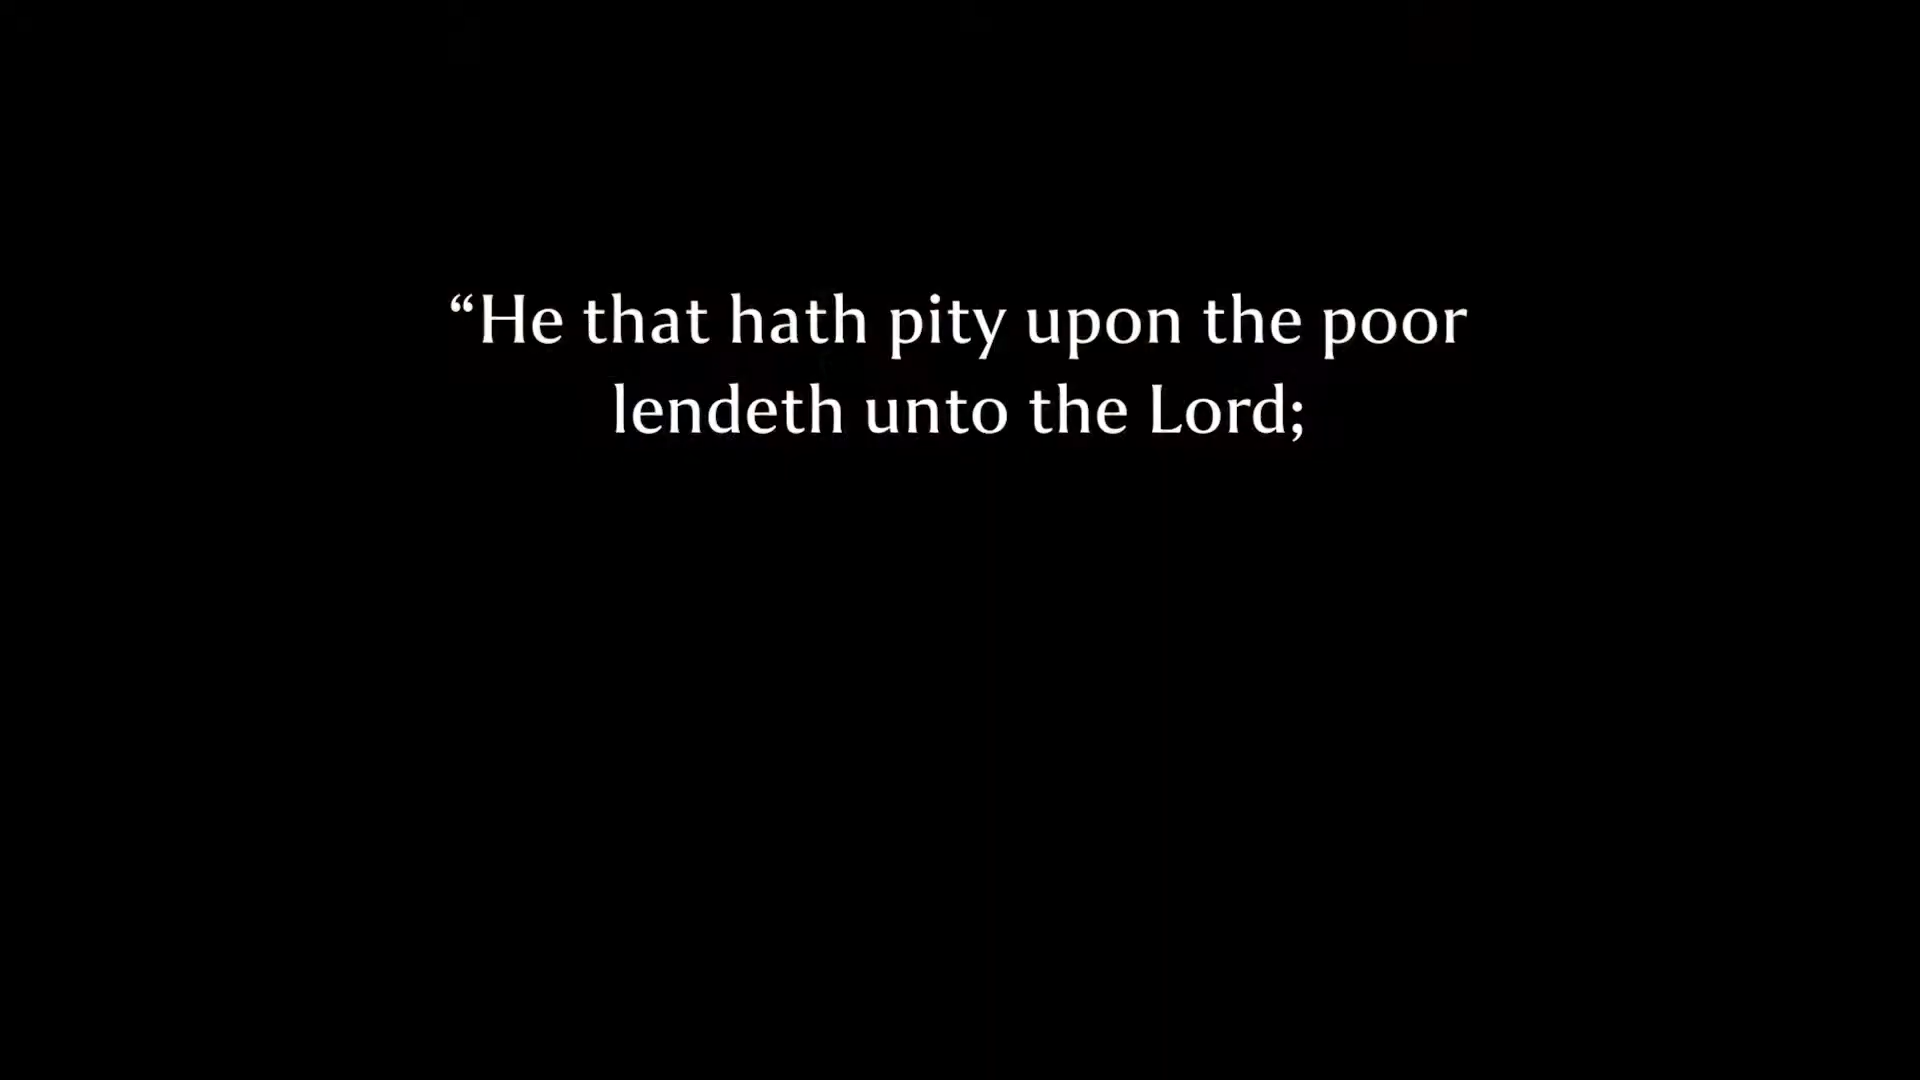 “He that hath pity upon the poor
lendeth unto the Lord;